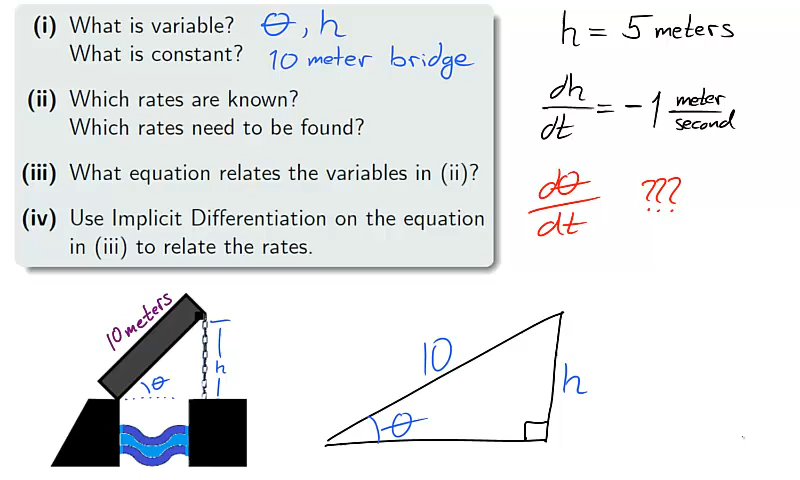 (i) What is variable? θ, h
What is constant? 10 meter bridge
(ii) Which rates are known?
Which rates need to be found?
(iii) What equation relates the variables in (ii)?
(iv) Use Implicit Differentiation on the equation
in (iii) to relate the rates.
h = 5 meters
dh/dt = -1 meter/second
dθ/dt ???
10 meters
θ
h
10
h
θ